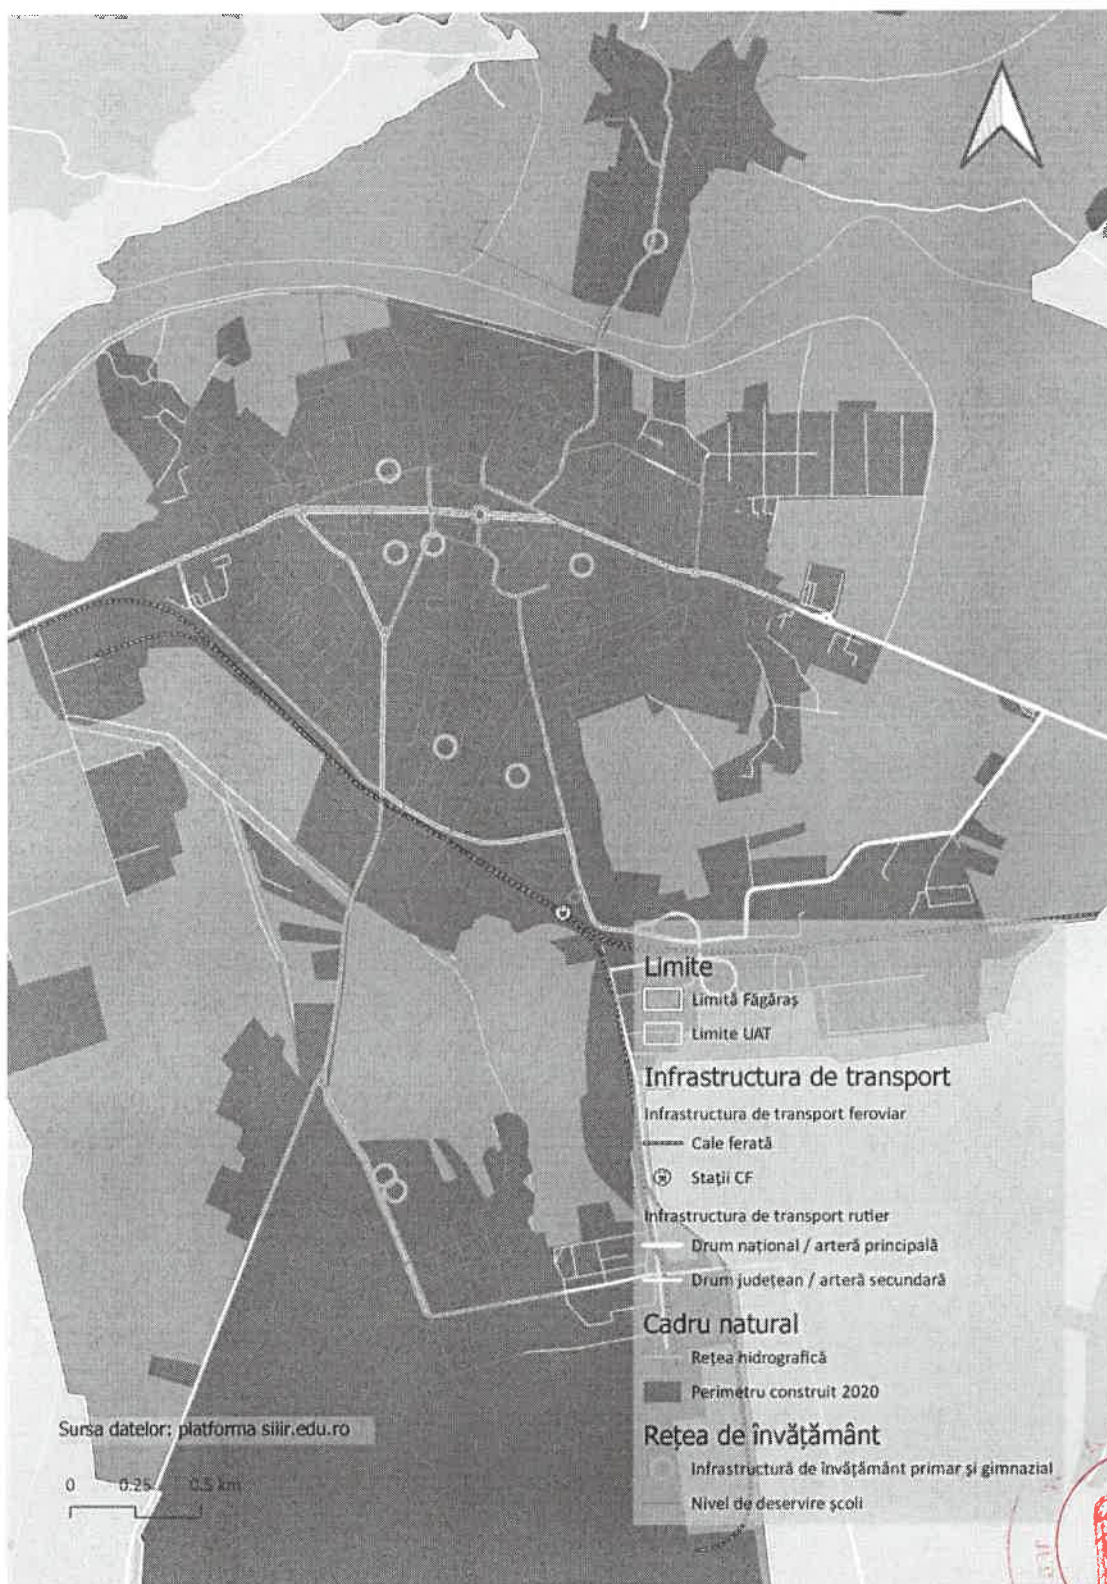 Limite
Limită Făgăraș
Limite UAT
Infrastructura de transport
Infrastructura de transport feroviar
Cale ferată
Stații CF
Infrastructura de transport rutier
Drum național / arteră principală
Drum județean / arteră secundară
Cadru natural
Rețea hidrografică
Perimetru construit 2020
Rețea de învățământ
Infrastructură de învățământ primar și gimnazial
Nivel de deservire școli
Sursa datelor: platforma siiir.edu.ro
0 0.25 0.5 km